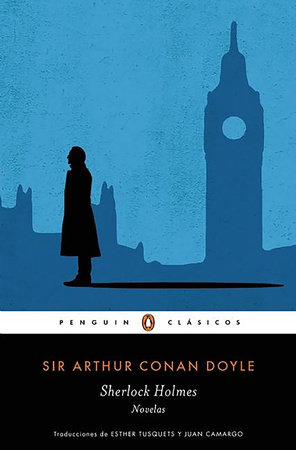 PENGUIN CLÁSICOS
SIR ARTHUR CONAN DOYLE
Sherlock Holmes
Novelas
Traducciones de ESTHER TUSQUETS Y JUAN CAMARGO